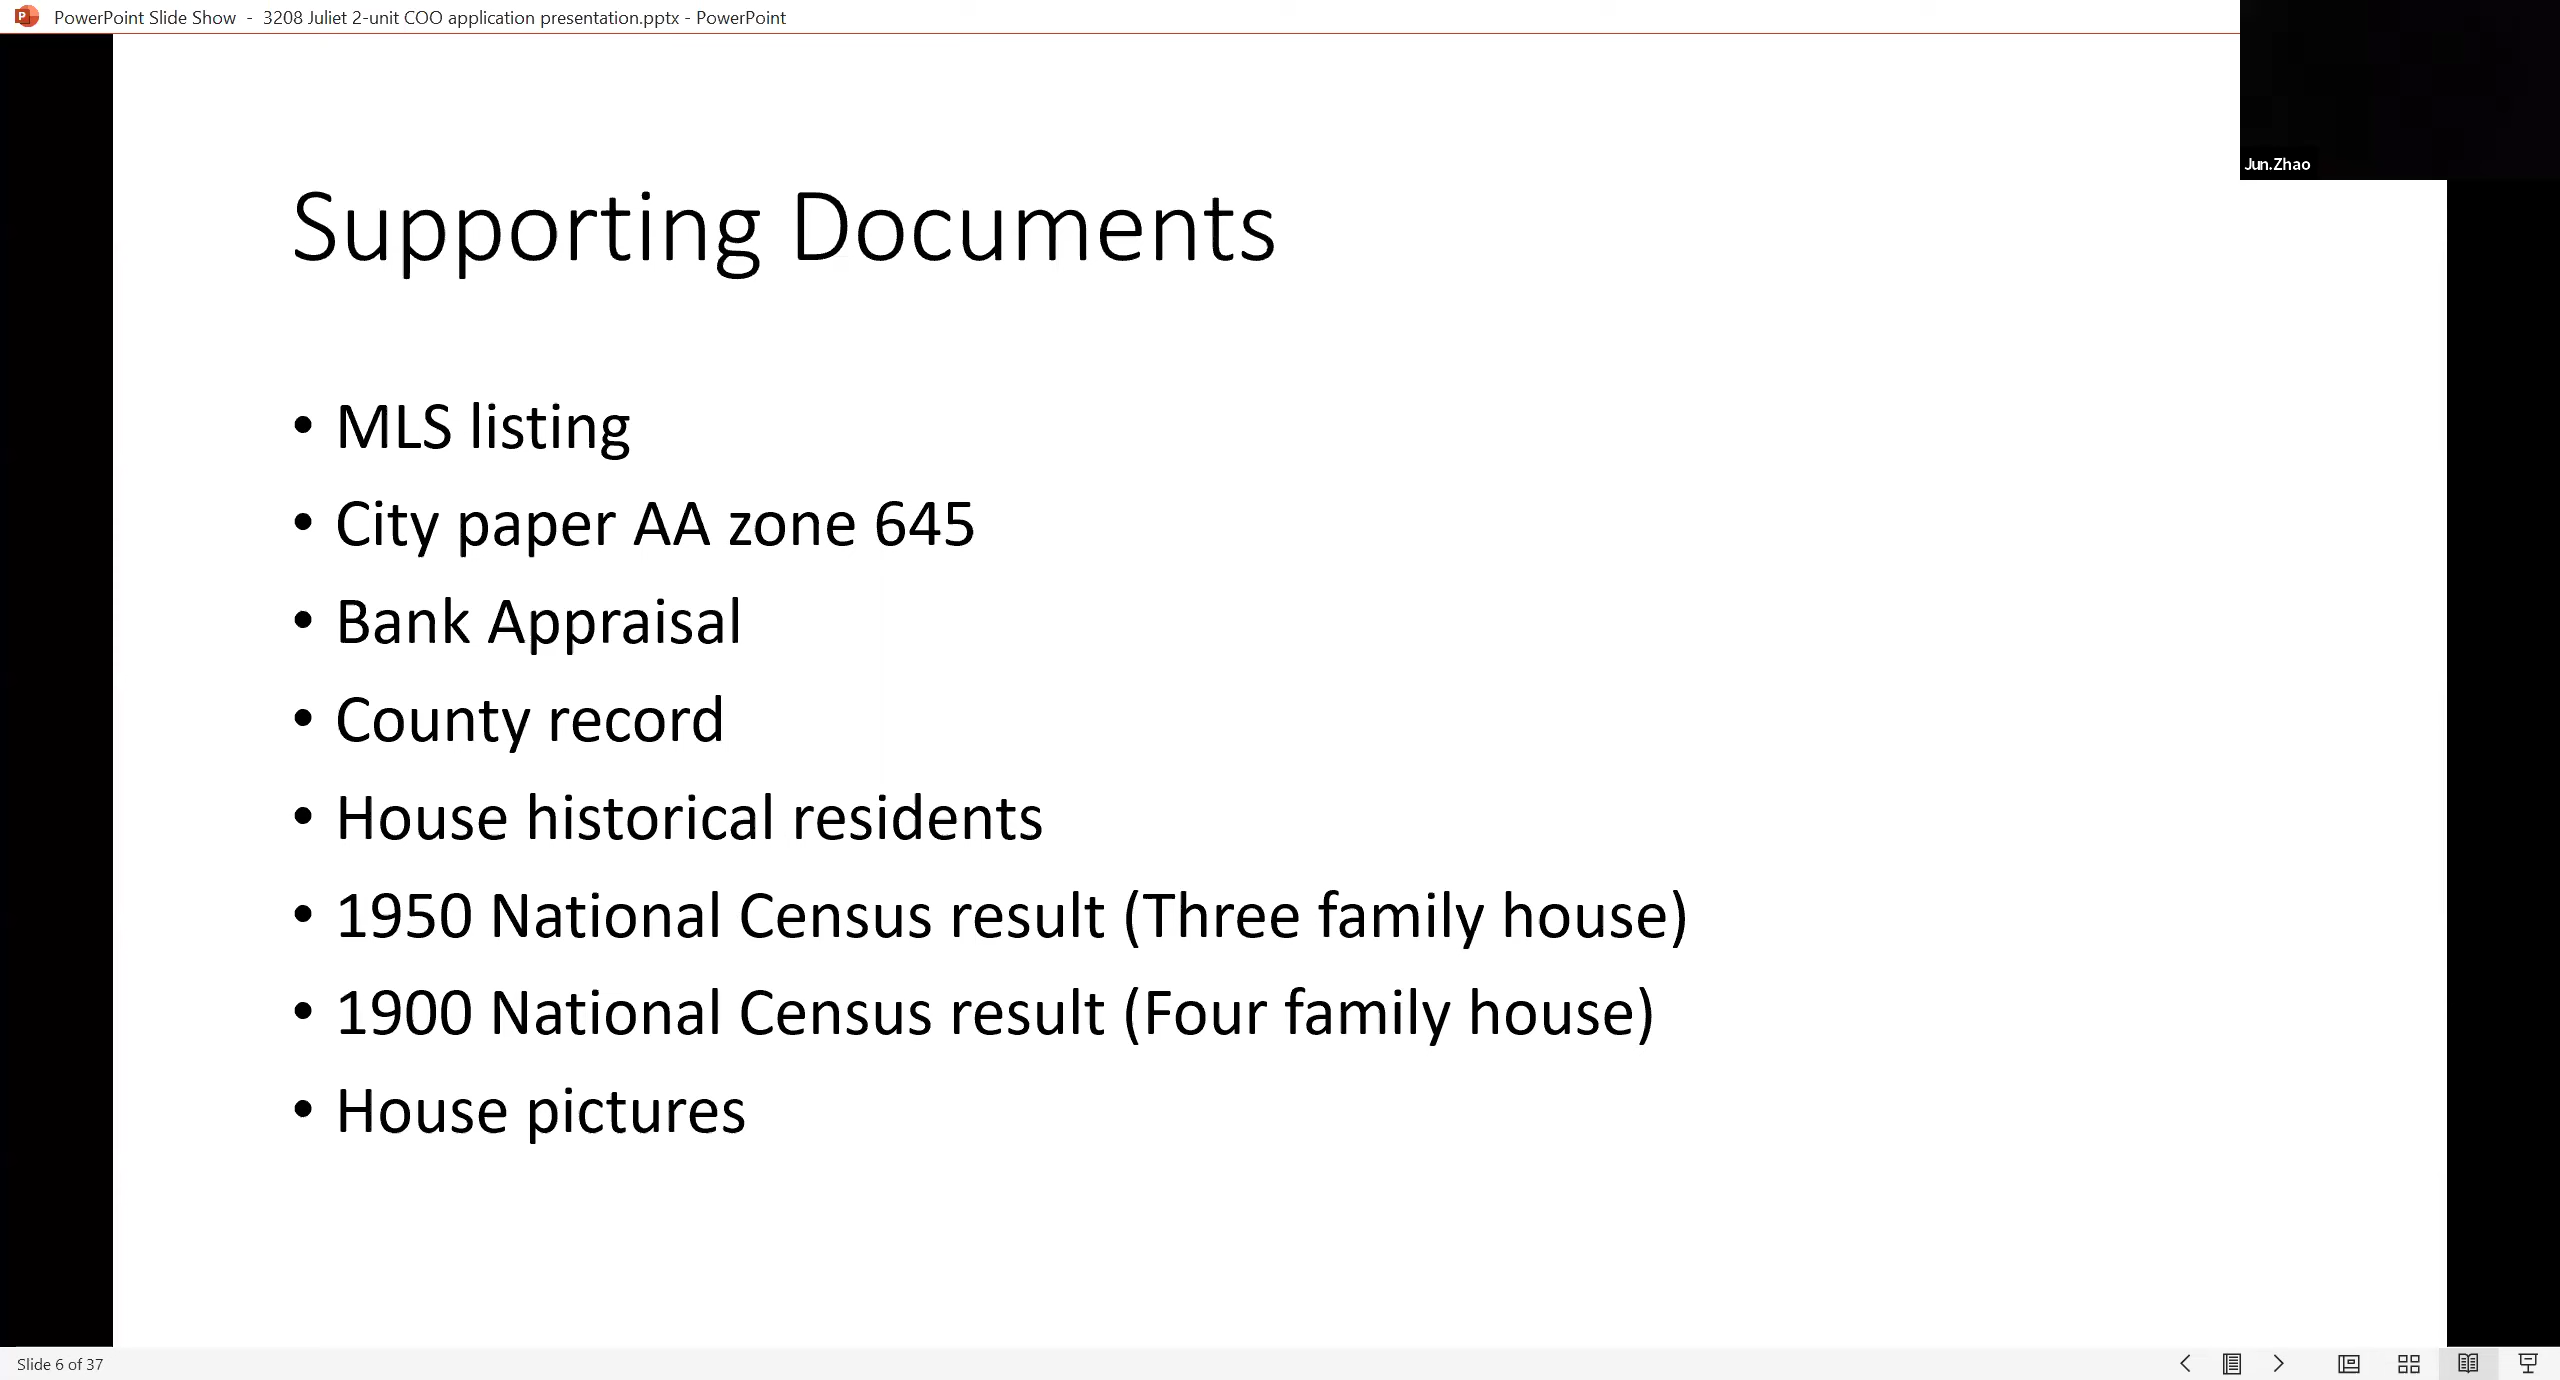 PowerPoint Slide Show - 3208 Juliet 2-unit COO application presentation.pptx - PowerPoint
Jun.Zhao
Supporting Documents
• MLS listing
• City paper AA zone 645
• Bank Appraisal
• County record
• House historical residents
• 1950 National Census result (Three family house)
• 1900 National Census result (Four family house)
• House pictures
Slide 6 of 37